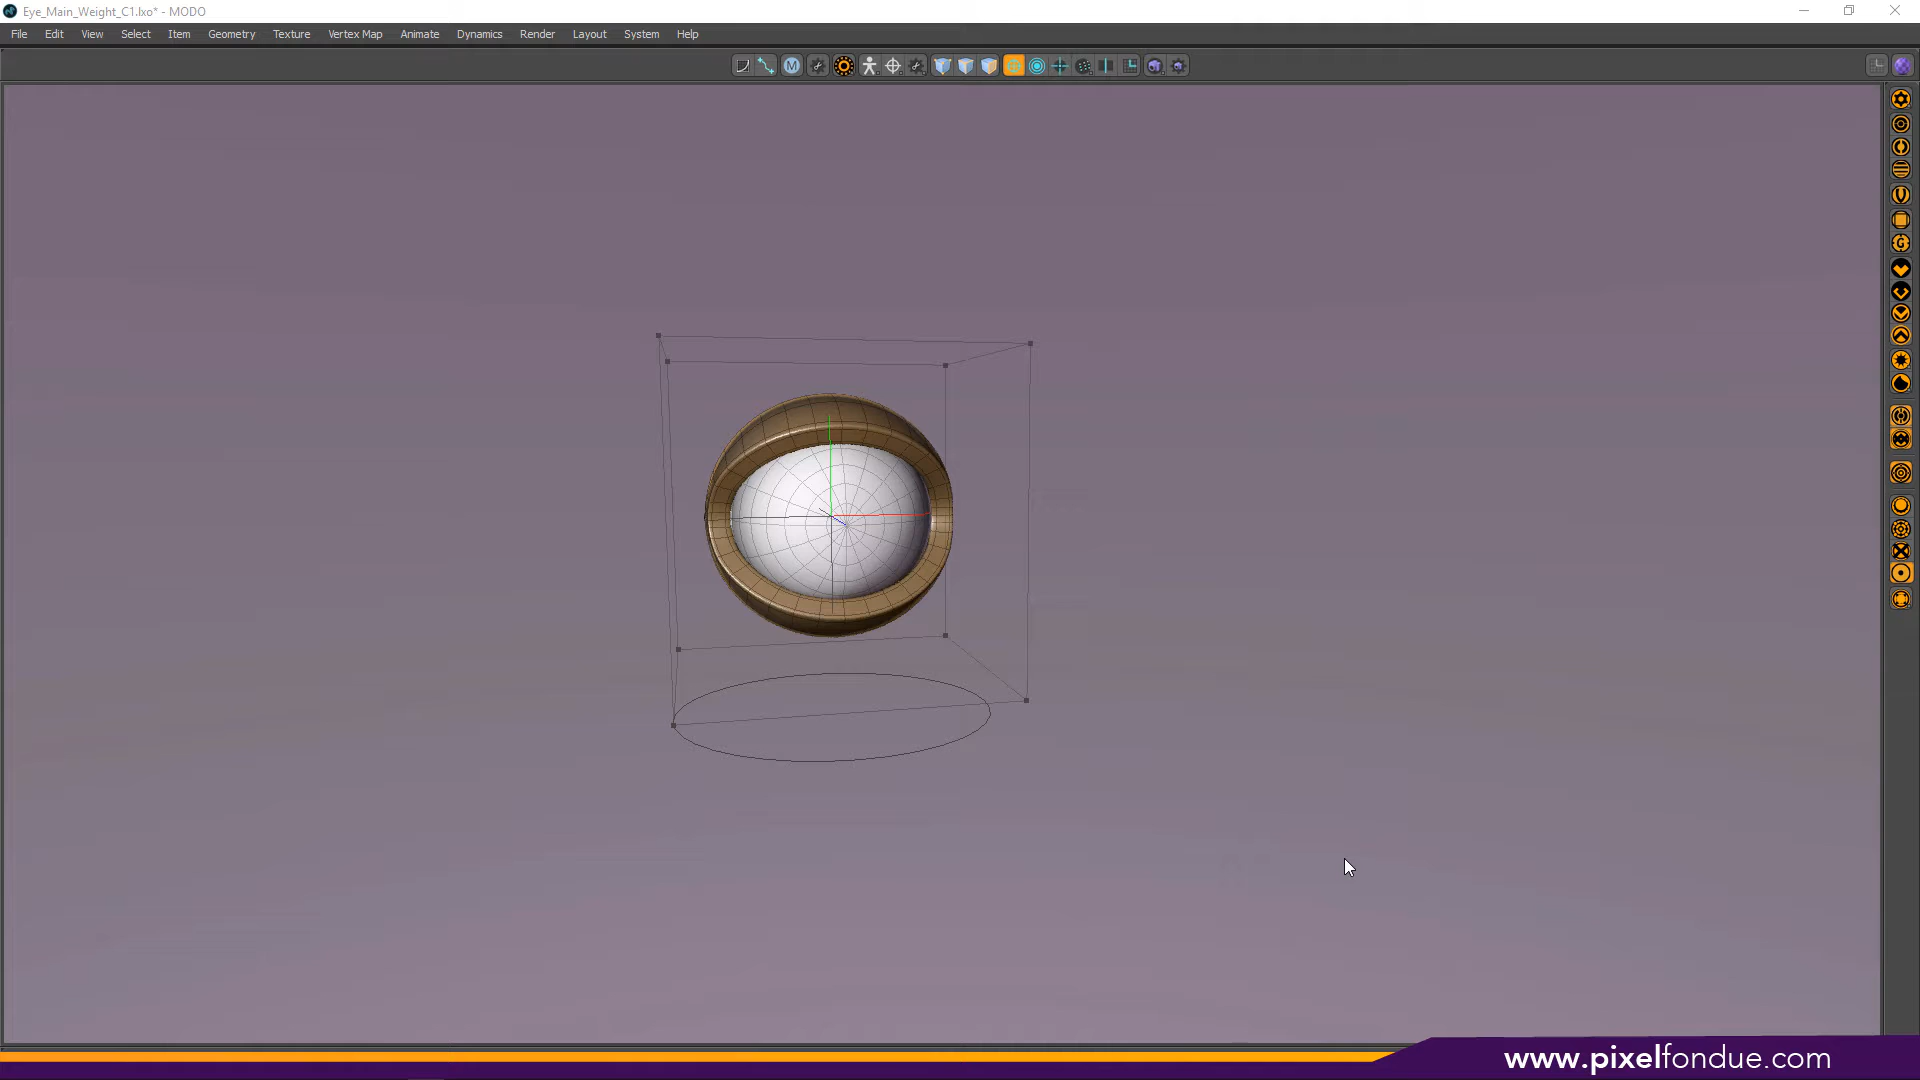 Eye_Main_Weight_C1.lxo* - MODO
File Edit View Select Item Geometry Texture Vertex Map Animate Dynamics Render Layout System Help
www.pixelfondue.com